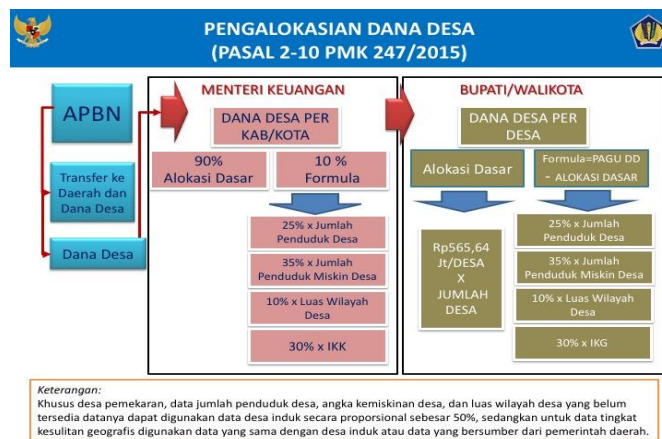 PENGALOKASIAN DANA DESA
(PASAL 2-10 PMK 247/2015)
APBN
Transfer ke
Daerah dan
Dana Desa
Dana Desa
MENTERI KEUANGAN
DANA DESA PER
KAB/KOTA
90%
Alokasi Dasar
10 %
Formula
25% x Jumlah
Penduduk Desa
35% x Jumlah
Penduduk Miskin Desa
10% x Luas Wilayah
Desa
30% x IKK
BUPATI/WALIKOTA
DANA DESA PER
DESA
Alokasi Dasar
Formula=PAGU DD
- ALOKASI DASAR
Rp565,64
Jt/DESA
X
JUMLAH
DESA
25% x Jumlah
Penduduk Desa
35% x Jumlah
Penduduk Miskin Desa
10% x Luas Wilayah
Desa
30% x IKG
Keterangan:
Khusus desa pemekaran, data jumlah penduduk desa, angka kemiskinan desa, dan luas wilayah desa yang belum
tersedia datanya dapat digunakan data desa induk secara proporsional sebesar 50%, sedangkan untuk data tingkat
kesulitan geografis digunakan data yang sama dengan desa induk atau data yang bersumber dari pemerintah daerah.